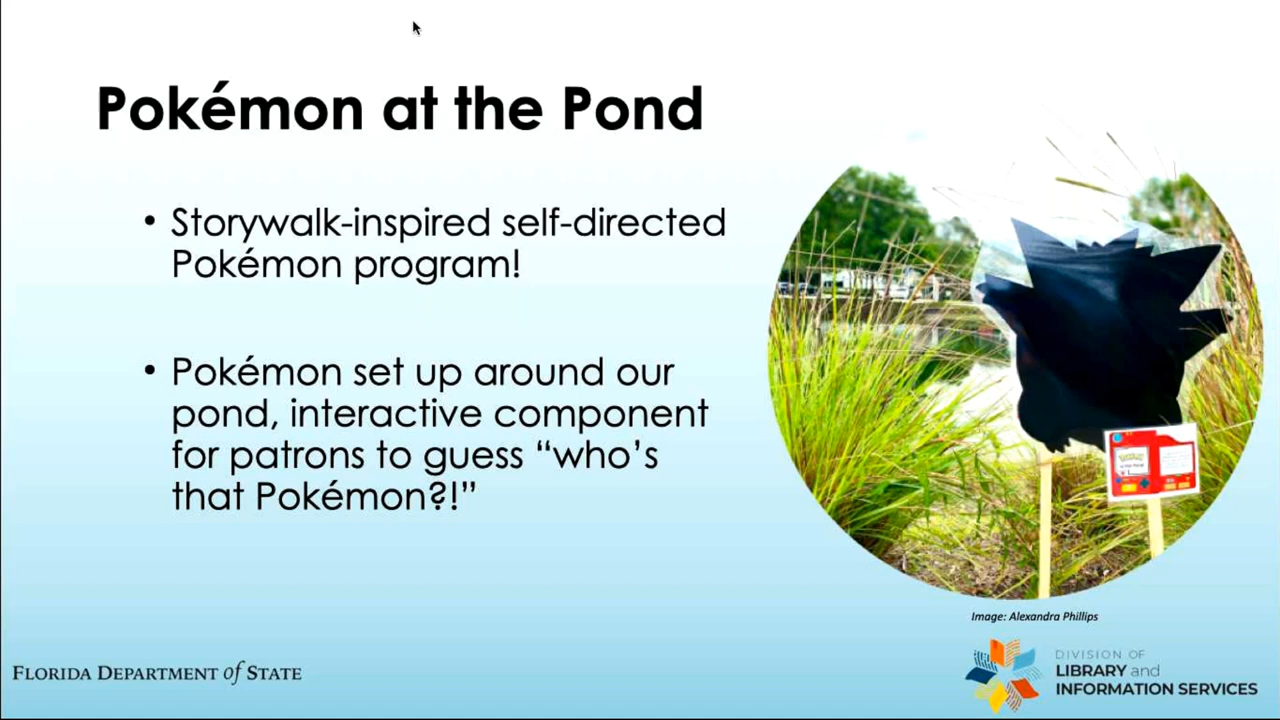 Pokémon at the Pond
• Storywalk-inspired self-directed
Pokémon program!
• Pokémon set up around our
pond, interactive component
for patrons to guess “who’s
that Pokémon?!”
Image: Alexandra Phillips
FLORIDA DEPARTMENT of STATE
DIVISION OF
LIBRARY and
INFORMATION SERVICES